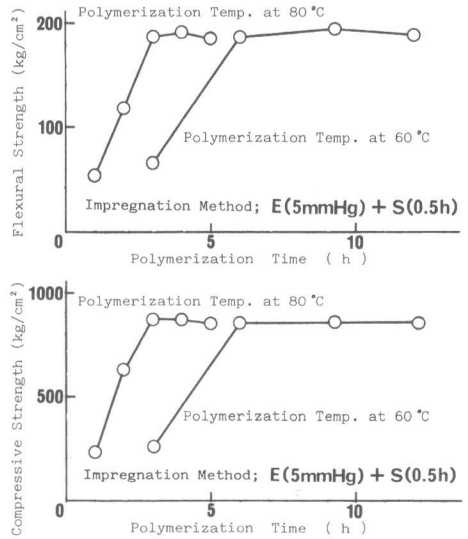 Polymerization Temp. at 80°C
200
100
0
Flexural Strength (kg/cm²)
Polymerization Temp. at 60°C
Impregnation Method; E(5mmHg) + S(0.5h)
5
10
Polymerization Time ( h )
1000
Polymerization Temp. at 80°C
500
0
Compressive Strength (kg/cm²)
Polymerization Temp. at 60°C
Impregnation Method; E(5mmHg) + S(0.5h)
5
10
Polymerization Time ( h )